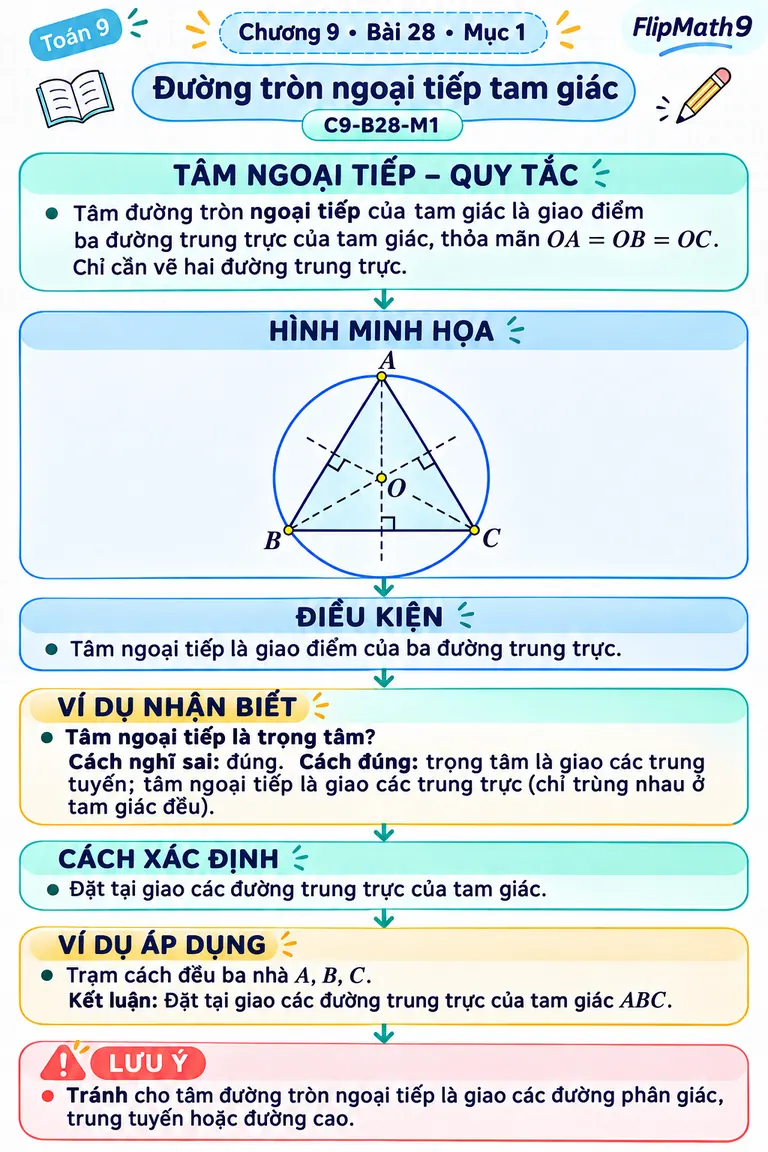 Toán 9
Chương 9 • Bài 28 • Mục 1
FlipMath9
Đường tròn ngoại tiếp tam giác
C9-B28-M1
TÂM NGOẠI TIẾP – QUY TẮC
• Tâm đường tròn ngoại tiếp của tam giác là giao điểm
ba đường trung trực của tam giác, thỏa mãn OA = OB = OC.
Chỉ cần vẽ hai đường trung trực.
HÌNH MINH HỌA
A
O
B
C
ĐIỀU KIỆN
• Tâm ngoại tiếp là giao điểm của ba đường trung trực.
VÍ DỤ NHẬN BIẾT
• Tâm ngoại tiếp là trọng tâm?
Cách nghĩ sai: đúng. Cách đúng: trọng tâm là giao các trung
tuyến; tâm ngoại tiếp là giao các trung trực (chỉ trùng nhau ở
tam giác đều).
CÁCH XÁC ĐỊNH
• Đặt tại giao các đường trung trực của tam giác.
VÍ DỤ ÁP DỤNG
• Trạm cách đều ba nhà A, B, C.
Kết luận: Đặt tại giao các đường trung trực của tam giác ABC.
! LƯU Ý
• Tránh cho tâm đường tròn ngoại tiếp là giao các đường phân giác,
trung tuyến hoặc đường cao.